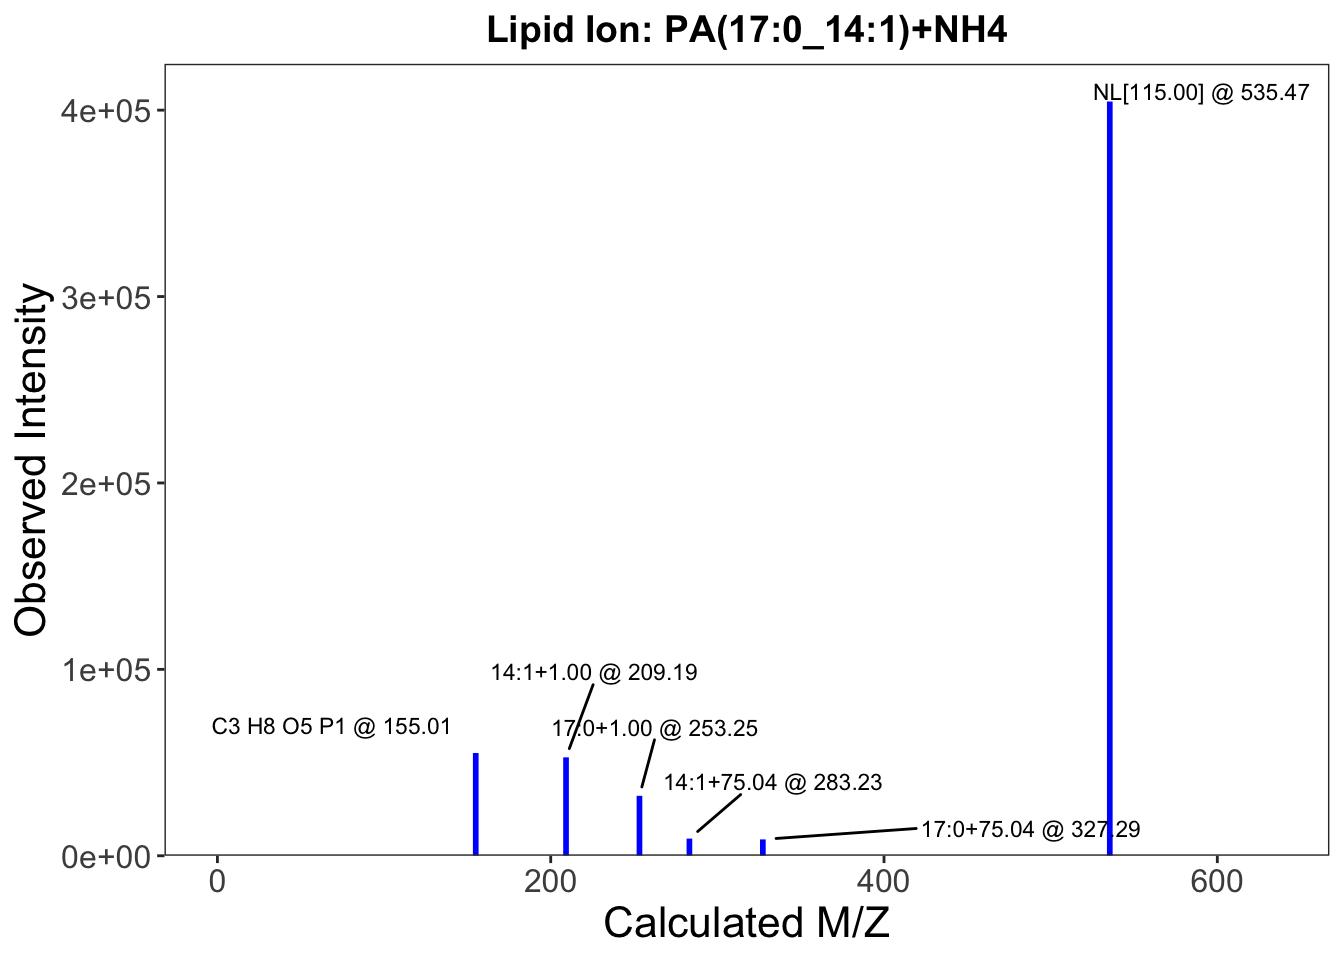 Lipid Ion: PA(17:0_14:1)+NH4
NL[115.00] @ 535.47
4e+05
3e+05
2e+05
1e+05
0e+00
Observed Intensity
14:1+1.00 @ 209.19
C3 H8 O5 P1 @ 155.01
17:0+1.00 @ 253.25
14:1+75.04 @ 283.23
17:0+75.04 @ 327.29
0
200
400
600
Calculated M/Z